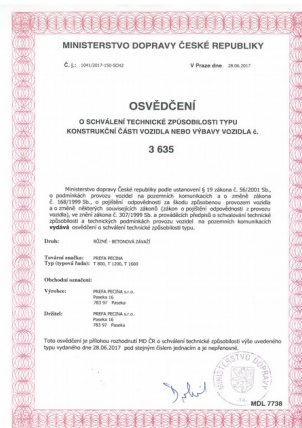 MINISTERSTVO DOPRAVY ČESKÉ REPUBLIKY
Č. j.: 1041/2017-150-SCH2 V Praze dne 28.06.2017
OSVĚDČENÍ
O SCHVÁLENÍ TECHNICKÉ ZPŮSOBILOSTI TYPU
KONSTRUKČNÍ ČÁSTI VOZIDLA NEBO VÝBAVY VOZIDLA č.
3 635
Ministerstvo dopravy České republiky podle ustanovení § 19 zákona č. 56/2001 Sb.,
o podmínkách provozu vozidel na pozemních komunikacích a o změně zákona
č. 168/1999 Sb., o pojištění odpovědnosti za škodu způsobenou provozem vozidla
a o změně některých souvisejících zákonů (zákon o pojištění odpovědnosti z provozu
vozidla), ve znění zákona č. 307/1999 Sb. a prováděcích předpisů o schvalování technické
způsobilosti a technických podmínkách provozu vozidel na pozemních komunikacích
vydává osvědčení o schválení technické způsobilosti typu.
Druh: RŮZNÉ - BETONOVÁ ZÁVAŽÍ
Tovární značka: PREFA PECINA
Typ (typová řada): T 800, T 1200, T 1600
Obchodní označení:
Výrobce: PREFA PECINA s.r.o.
Paseka 16
783 97 Paseka
Držitel: PREFA PECINA s.r.o.
Paseka 16
783 97 Paseka
Toto osvědčení je přílohou rozhodnutí MD ČR o schválení technické způsobilosti výše uvedeného
typu vydaného dne 28.06.2017 pod stejným číslem jednacím a je nepřenosné.
MINISTERSTVO DOPRAVY
MDL 7738